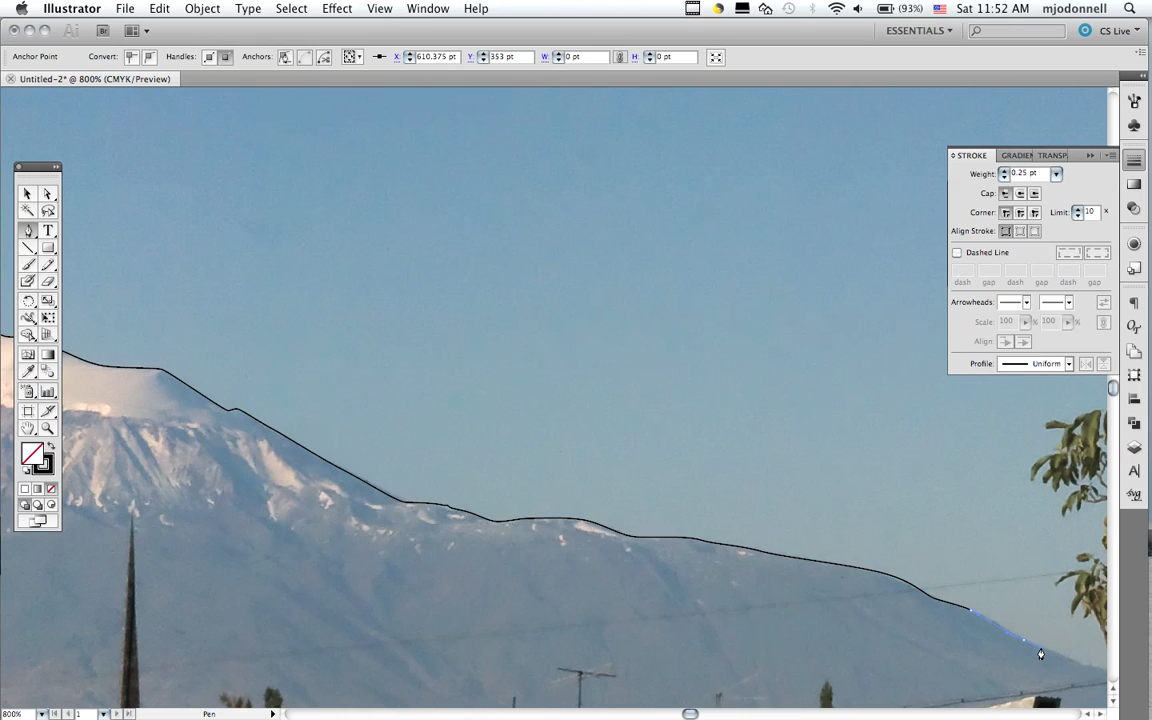 Illustrator File Edit Object Type Select Effect View Window Help (93%) Sat 11:52 AM mjodonnell
Ai Br ESSENTIALS CS Live
Anchor Point Convert: Handles: Anchors: X: 610.375 pt Y: 353 pt W: 0 pt H: 0 pt
Untitled-2* @ 800% (CMYK/Preview)
STROKE GRADIEN TRANSP
Weight: 0.25 pt
Cap:
Corner: Limit: 10 x
Align Stroke:
Dashed Line
dash gap dash gap dash gap
Arrowheads:
Scale: 100 % 100 %
Align:
Profile: Uniform
800% 1 Pen